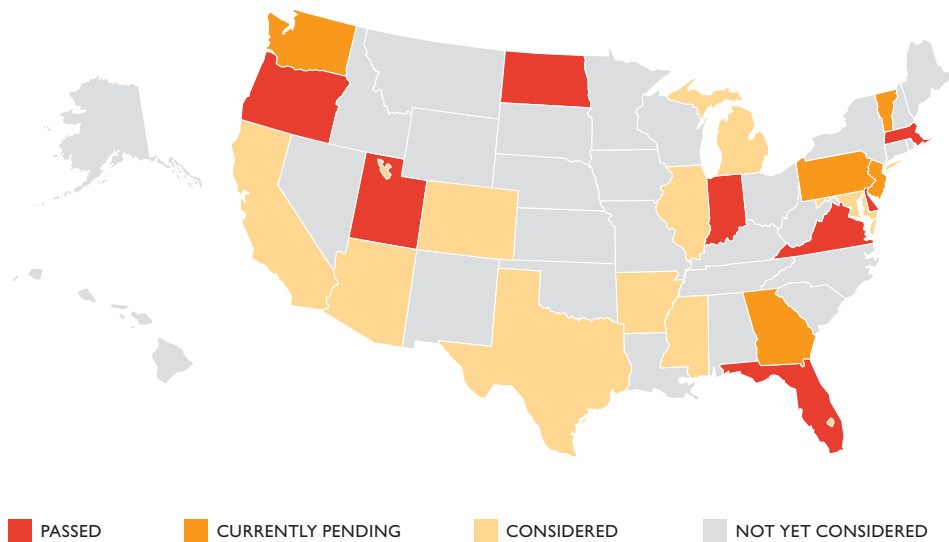 PASSED
CURRENTLY PENDING
CONSIDERED
NOT YET CONSIDERED